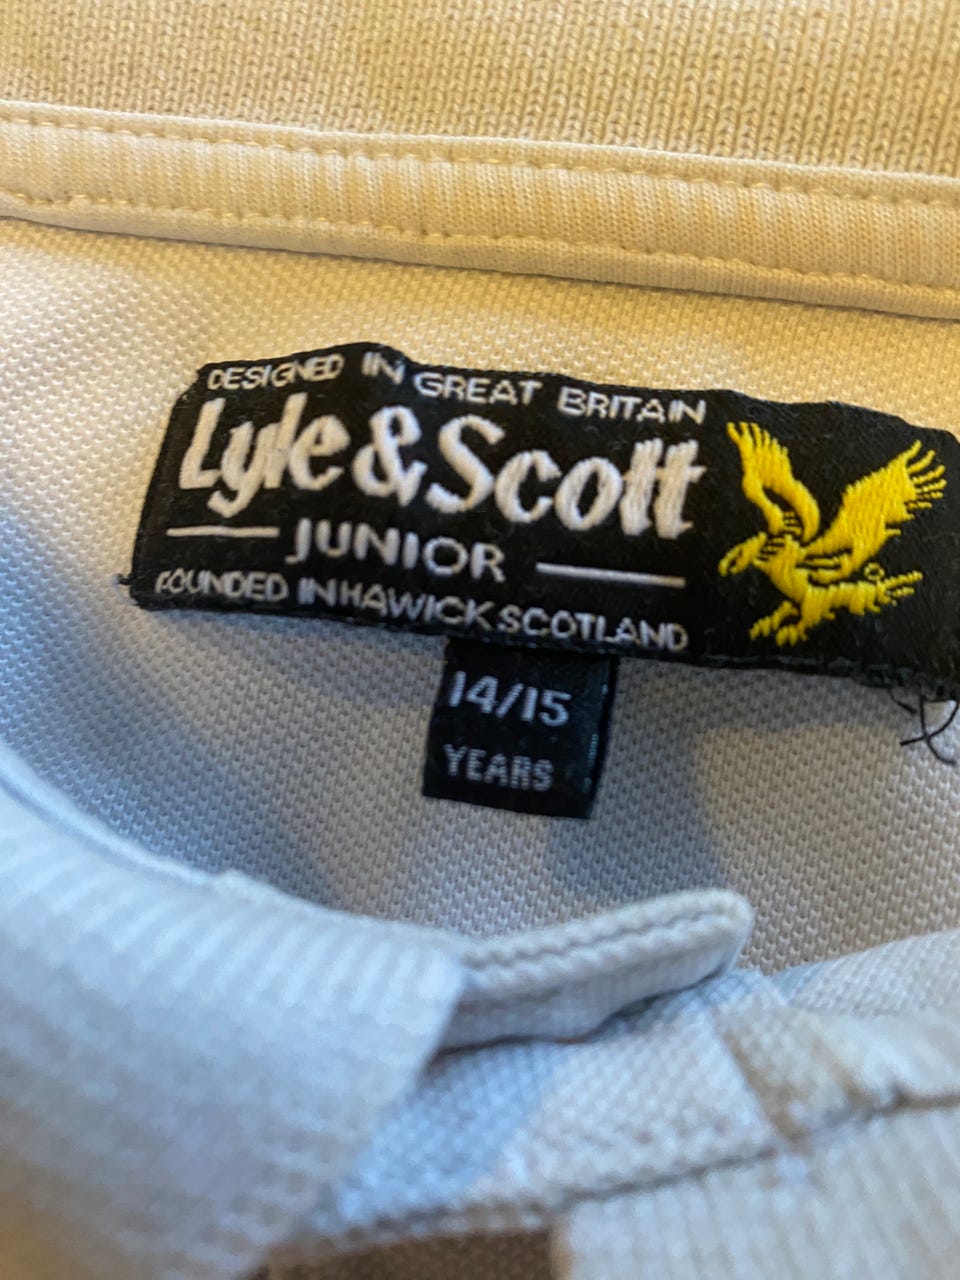 DESIGNED IN GREAT BRITAIN
Lyle & Scott
JUNIOR
FOUNDED IN HAWICK SCOTLAND
14/15
YEARS